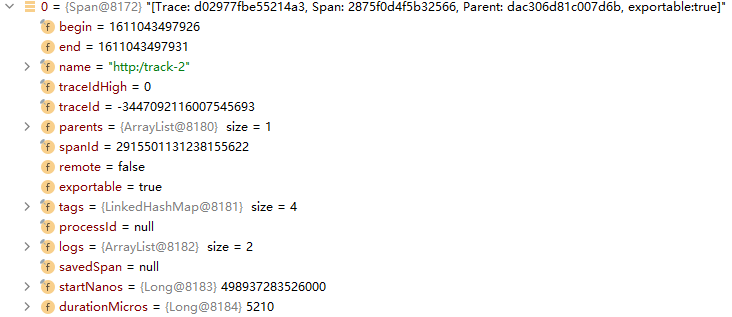 0 = {Span@8172} "[Trace: d02977fbe55214a3, Span: 2875f0d4f5b32566, Parent: dac306d81c007d6b, exportable:true]"
f begin = 1611043497926
f end = 1611043497931
f name = "http:/track-2"
f traceIdHigh = 0
f traceId = -3447092116007545693
f parents = {ArrayList@8180} size = 1
f spanId = 2915501131238155622
f remote = false
f exportable = true
f tags = {LinkedHashMap@8181} size = 4
f processId = null
f logs = {ArrayList@8182} size = 2
f savedSpan = null
f startNanos = {Long@8183} 498937283526000
f durationMicros = {Long@8184} 5210